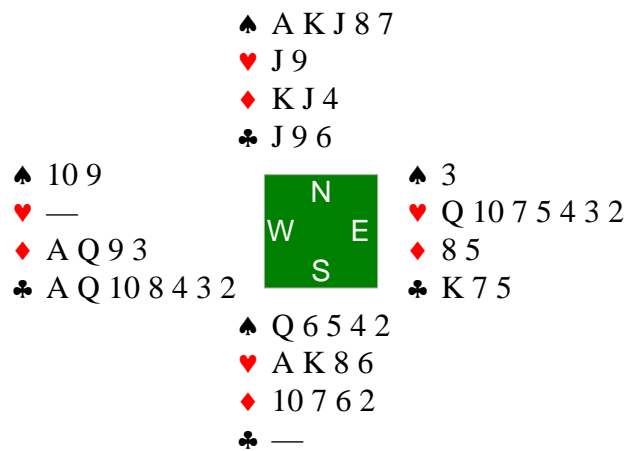 ♠ A K J 8 7
♥ J 9
♦ K J 4
♣ J 9 6
♠ 10 9
♥ —
♦ A Q 9 3
♣ A Q 10 8 4 3 2
N
W E
S
♠ 3
♥ Q 10 7 5 4 3 2
♦ 8 5
♣ K 7 5
♠ Q 6 5 4 2
♥ A K 8 6
♦ 10 7 6 2
♣ —